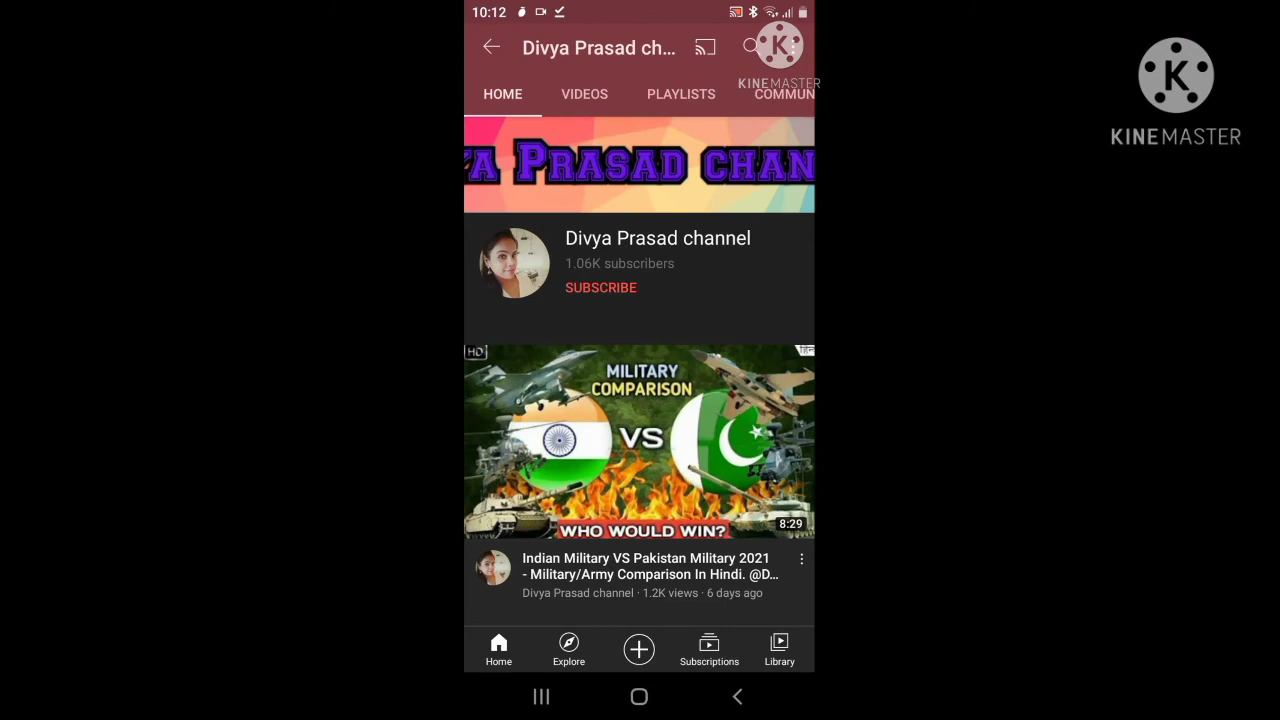 10:12
Divya Prasad ch...
KINEMASTER
K
KINEMASTER
K
HOME
VIDEOS
PLAYLISTS
COMMUN
YA PRASAD CHAN
Divya Prasad channel
1.06K subscribers
SUBSCRIBE
HD
MILITARY
COMPARISON
VS
WHO WOULD WIN?
8:29
Indian Military VS Pakistan Military 2021
- Military/Army Comparison In Hindi. @D...
Divya Prasad channel · 1.2K views · 6 days ago
Home
Explore
Subscriptions
Library